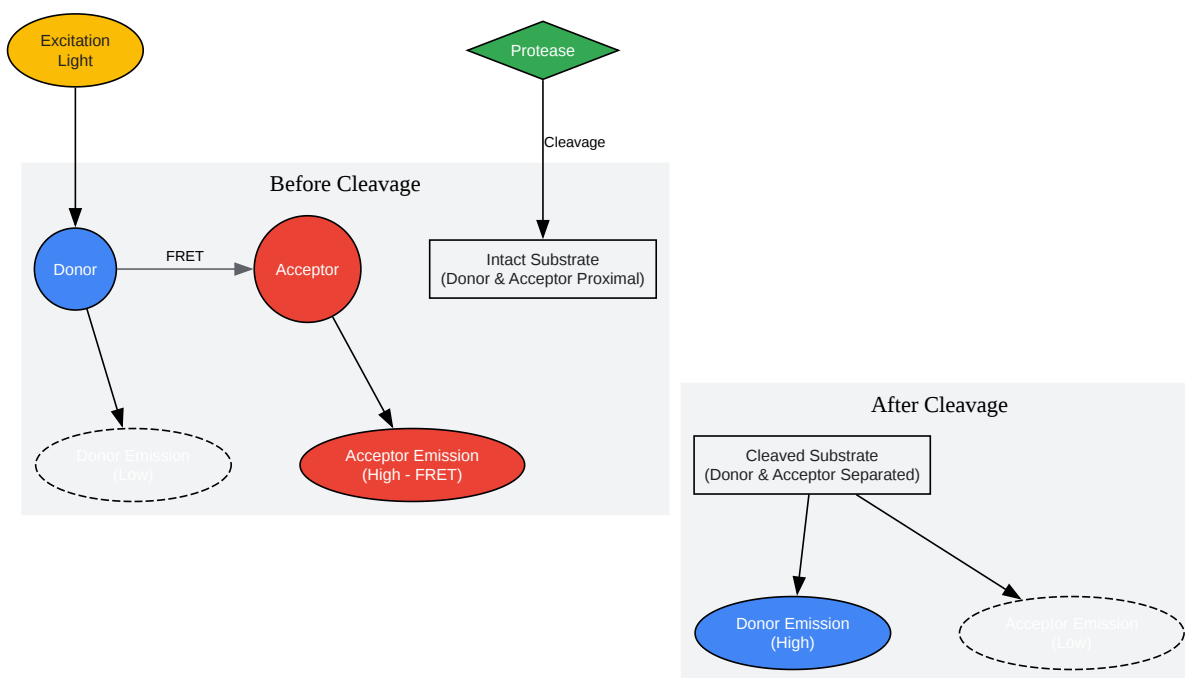 Excitation
Light
Protease
Cleavage
Before Cleavage
Donor
FRET
Acceptor
Intact Substrate
(Donor & Acceptor Proximal)
Donor Emission
(Low)
Acceptor Emission
(High - FRET)
After Cleavage
Cleaved Substrate
(Donor & Acceptor Separated)
Donor Emission
(High)
Acceptor Emission
(Low)